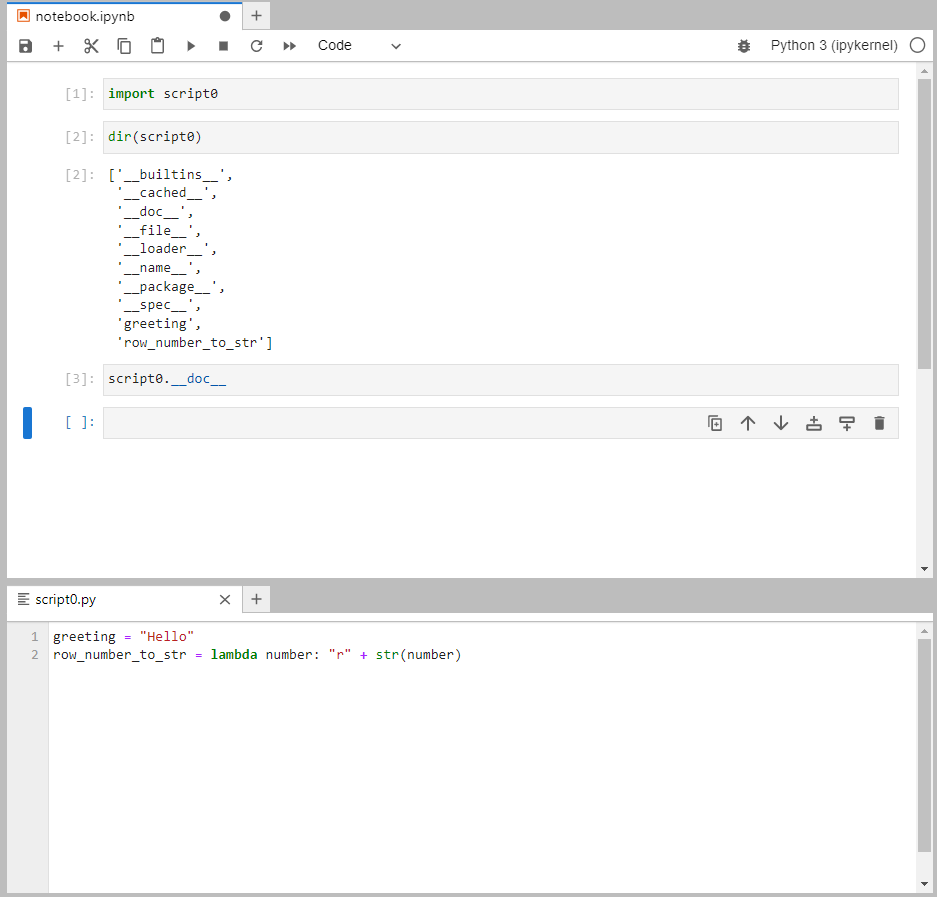 notebook.ipynb
Code
Python 3 (ipykernel)
[1]: import script0
[2]: dir(script0)
[2]: ['__builtins__',
'__cached__',
'__doc__',
'__file__',
'__loader__',
'__name__',
'__package__',
'__spec__',
'greeting',
'row_number_to_str']
[3]: script0.__doc__
[ ]:
script0.py
1 greeting = "Hello"
2 row_number_to_str = lambda number: "r" + str(number)